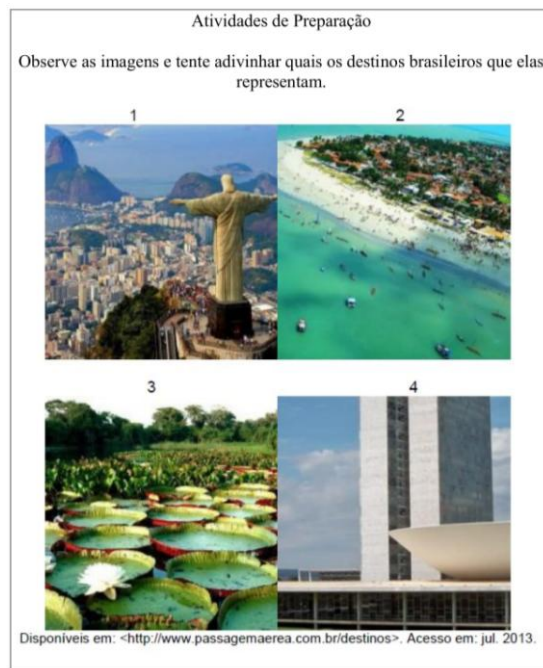 Atividades de Preparação
Observe as imagens e tente adivinhar quais os destinos brasileiros que elas
representam.
1
2
3
4
Disponíveis em: <http://www.passagemaerea.com.br/destinos>. Acesso em: jul. 2013.